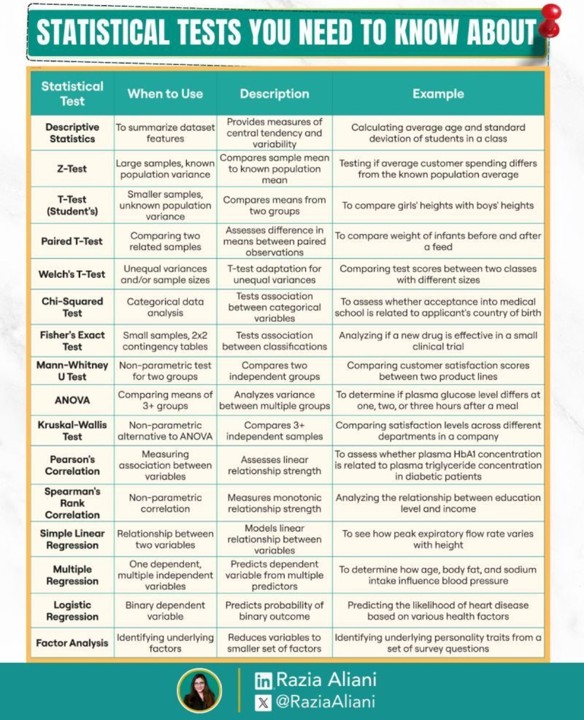 STATISTICAL TESTS YOU NEED TO KNOW ABOUT
Statistical
Test
When to Use
Description
Example
Descriptive
Statistics
To summarize dataset
features
Provides measures of
central tendency and
variability
Calculating average age and standard
deviation of students in a class
Z-Test
Large samples, known
population variance
Compares sample mean
to known population
mean
Testing if average customer spending differs
from the known population average
T-Test
(Student's)
Smaller samples,
unknown population
variance
Compares means from
two groups
To compare girls' heights with boys' heights
Paired T-Test
Comparing two
related samples
Assesses difference in
means between paired
observations
To compare weight of infants before and after
a feed
Welch's T-Test
Unequal variances
and/or sample sizes
T-test adaptation for
unequal variances
Comparing test scores between two classes
with different sizes
Chi-Squared
Test
Categorical data
analysis
Tests association
between categorical
variables
To assess whether acceptance into medical
school is related to applicant's country of birth
Fisher's Exact
Test
Small samples, 2x2
contingency tables
Tests association
between classifications
Analyzing if a new drug is effective in a small
clinical trial
Mann-Whitney
U Test
Non-parametric test
for two groups
Compares two
independent groups
Comparing customer satisfaction scores
between two product lines
ANOVA
Comparing means of
3+ groups
Analyzes variance
between multiple groups
To determine if plasma glucose level differs at
one, two, or three hours after a meal
Kruskal-Wallis
Test
Non-parametric
alternative to ANOVA
Compares 3+
independent samples
Comparing satisfaction levels across different
departments in a company
Pearson's
Correlation
Measuring
association between
variables
Assesses linear
relationship strength
To assess whether plasma HbA1 concentration
is related to plasma triglyceride concentration
in diabetic patients
Spearman's
Rank
Correlation
Non-parametric
correlation
Measures monotonic
relationship strength
Analyzing the relationship between education
level and income
Simple Linear
Regression
Relationship between
two variables
Models linear
relationship between
variables
To see how peak expiratory flow rate varies
with height
Multiple
Regression
One dependent,
multiple independent
variables
Predicts dependent
variable from multiple
predictors
To determine how age, body fat, and sodium
intake influence blood pressure
Logistic
Regression
Binary dependent
variable
Predicts probability of
binary outcome
Predicting the likelihood of heart disease
based on various health factors
Factor Analysis
Identifying underlying
factors
Reduces variables to
smaller set of factors
Identifying underlying personality traits from a
set of survey questions
in Razia Aliani
X @RaziaAliani